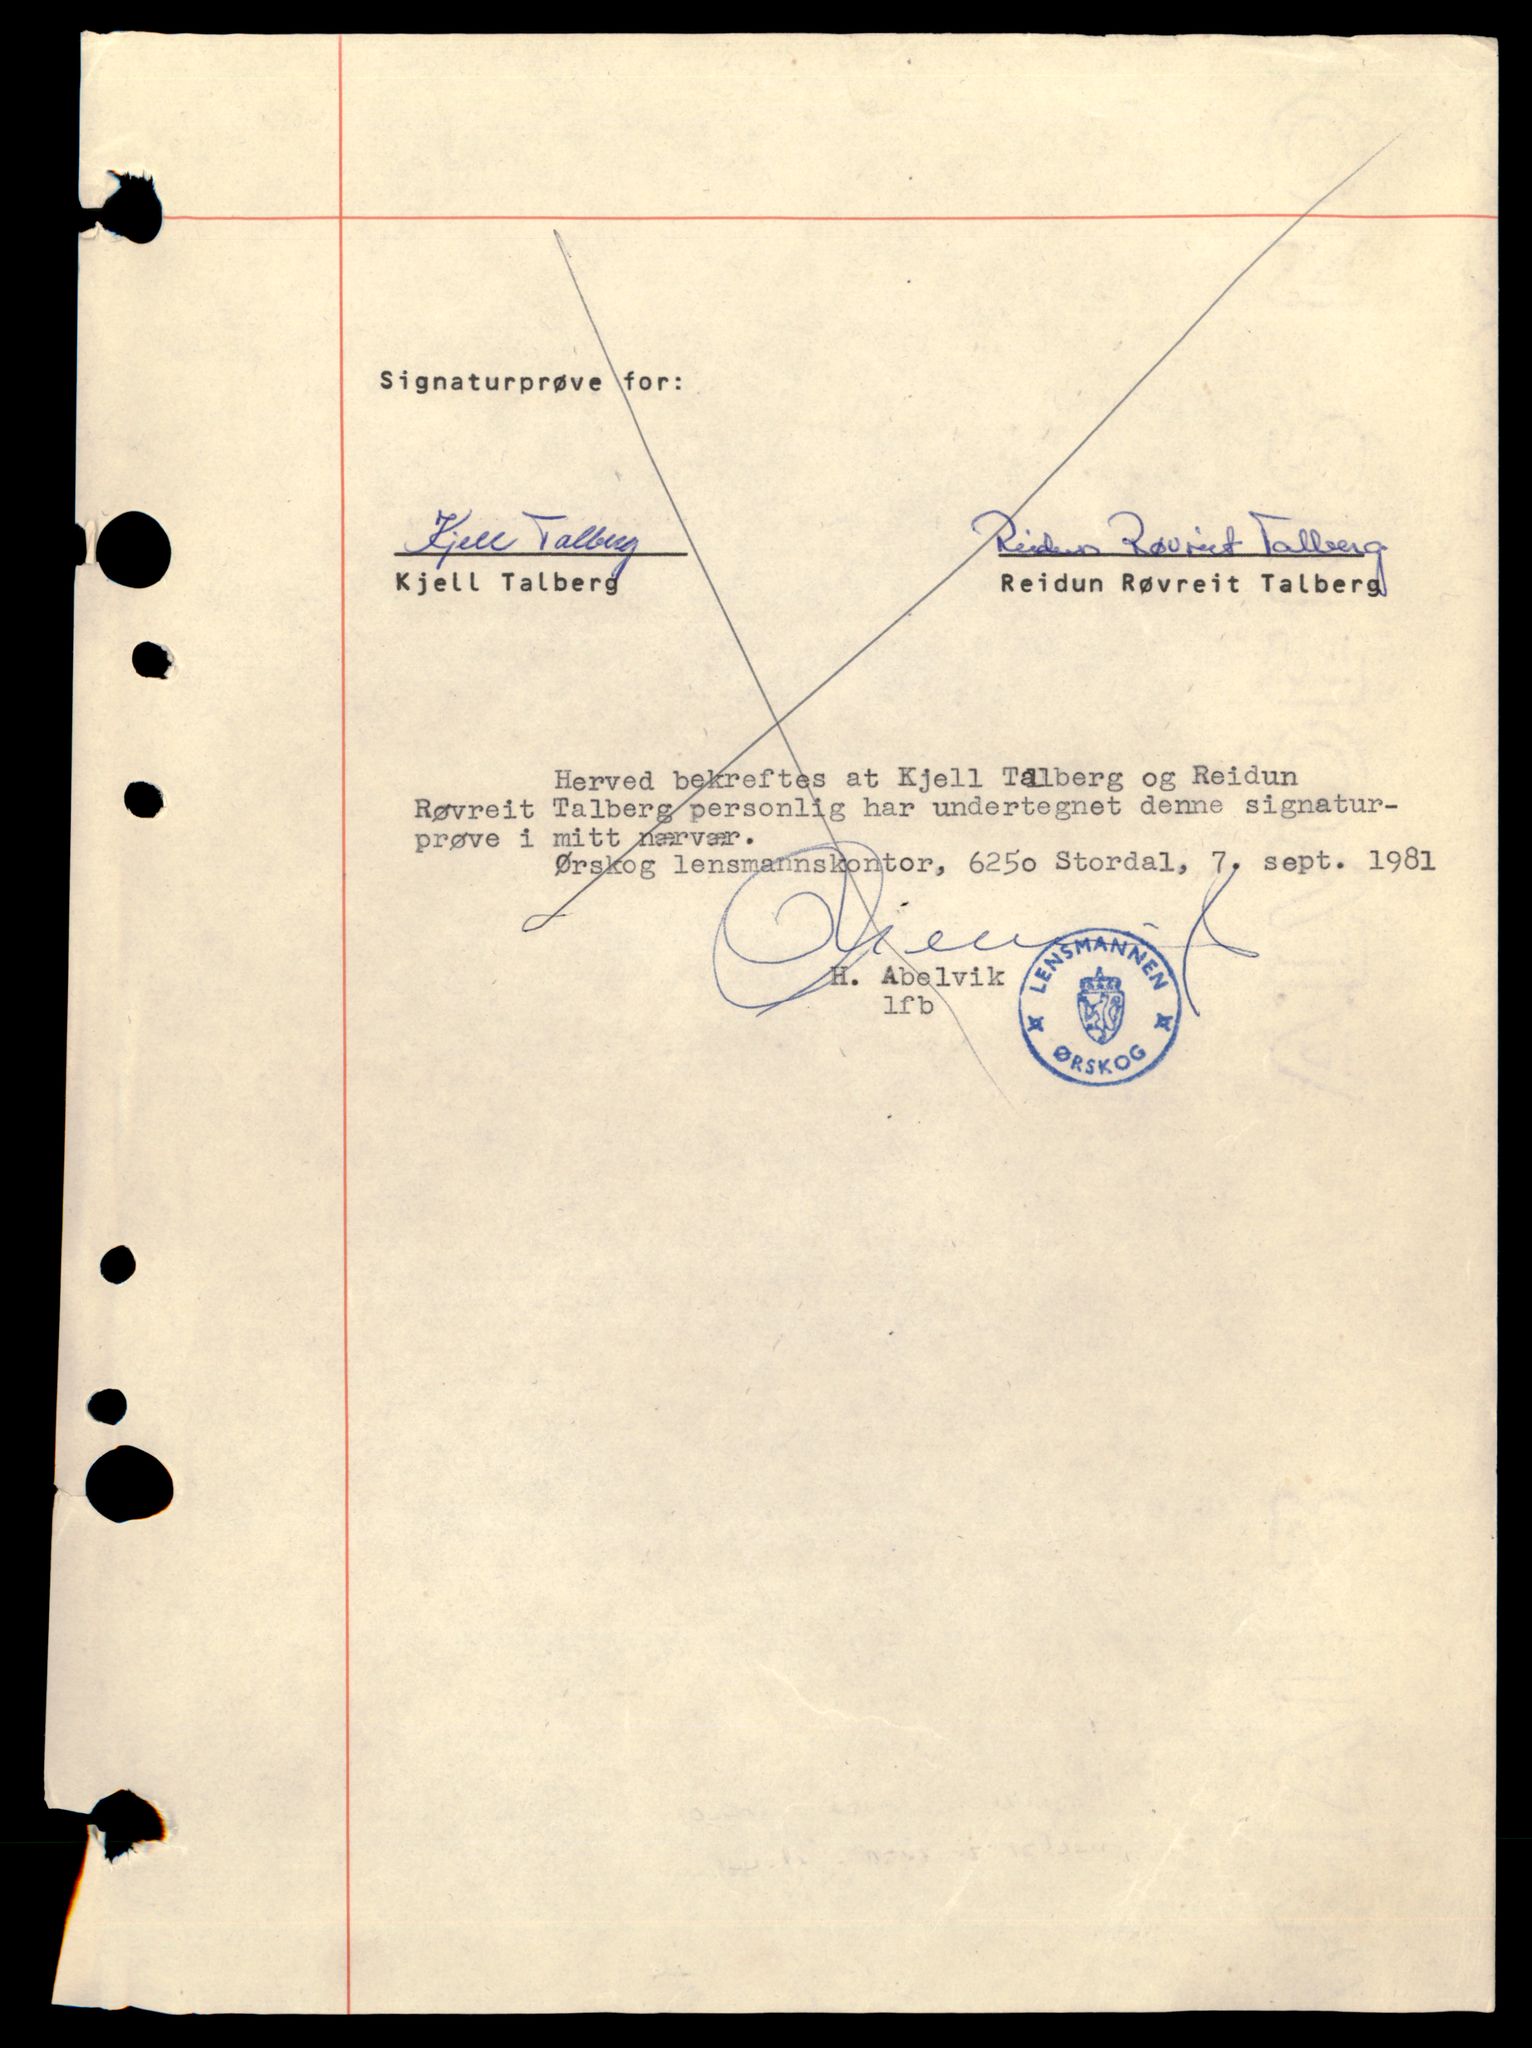 Signaturprøve for:
Kjell Talberg
Reidun Røvreit Talberg
Kjell Talberg
Reidun Røvreit Talberg
Herved bekreftes at Kjell Talberg og Reidun
Røvreit Talberg personlig har undertegnet denne signatur-
prøve i mitt nærvær.
Ørskog lensmannskontor, 625o Stordal, 7. sept. 1981
H. Abelvik
lfb
LENSMANNEN
ØRSKOG